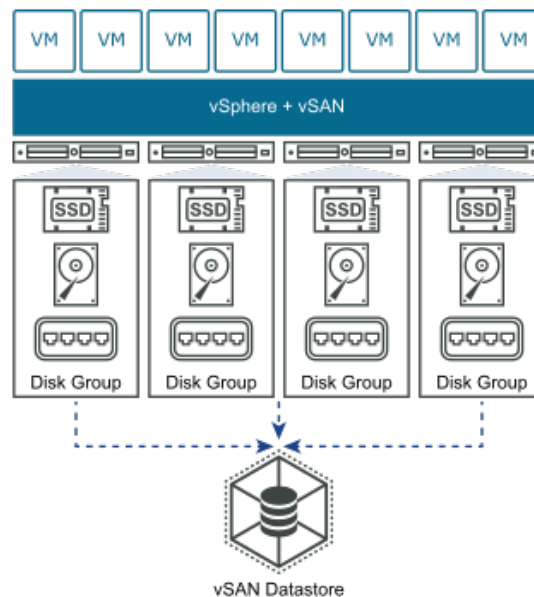 VM VM VM VM VM VM VM VM
vSphere + vSAN
SSD SSD SSD SSD
Disk Group Disk Group Disk Group Disk Group
vSAN Datastore